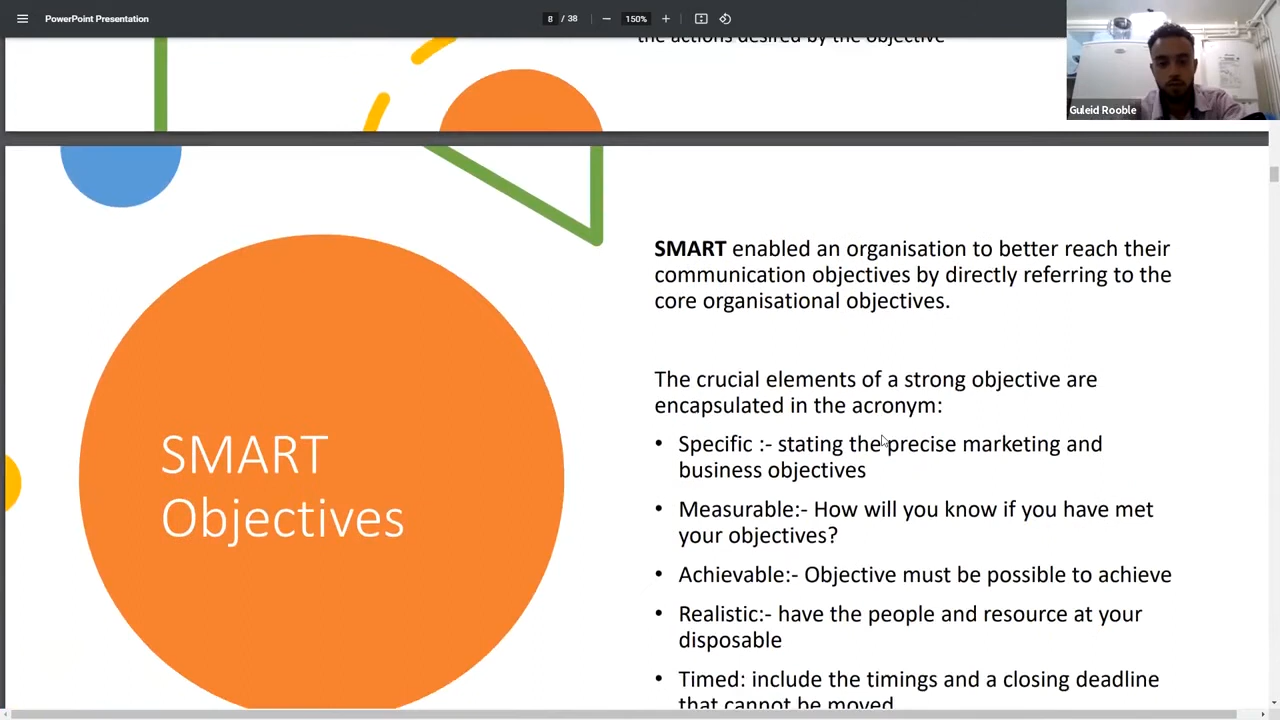 PowerPoint Presentation
8 / 38
150%
the actions desired by the objective
Guleid Rooble
SMART enabled an organisation to better reach their
communication objectives by directly referring to the
core organisational objectives.
The crucial elements of a strong objective are
encapsulated in the acronym:
• Specific :- stating the precise marketing and
business objectives
• Measurable:- How will you know if you have met
your objectives?
• Achievable:- Objective must be possible to achieve
• Realistic:- have the people and resource at your
disposable
• Timed: include the timings and a closing deadline
that cannot be moved
SMART
Objectives